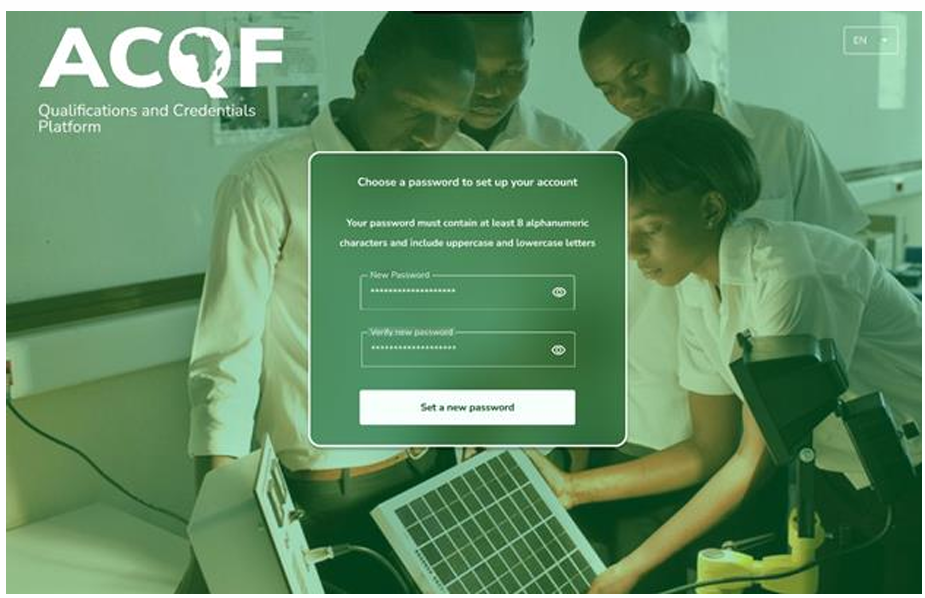 ACQF
EN
Qualifications and Credentials
Platform
Choose a password to set up your account
Your password must contain at least 8 alphanumeric
characters and include uppercase and lowercase letters
New Password
*******************
Verify new password
*******************
Set a new password